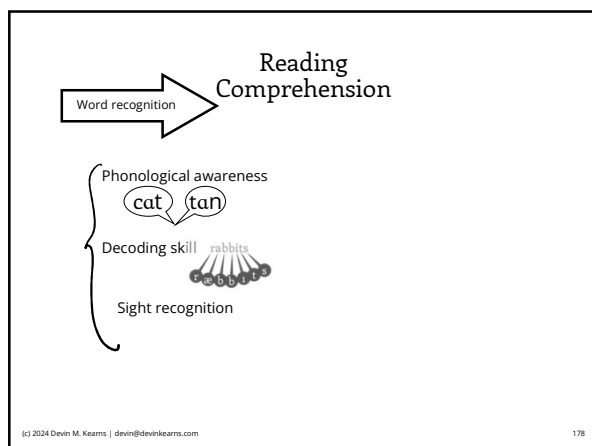 Reading
Comprehension
Word recognition
Phonological awareness
cat tan
Decoding skill rabbits
r æ b b ɪ t s
Sight recognition
(c) 2024 Devin M. Kearns | devin@devinkearns.com 178